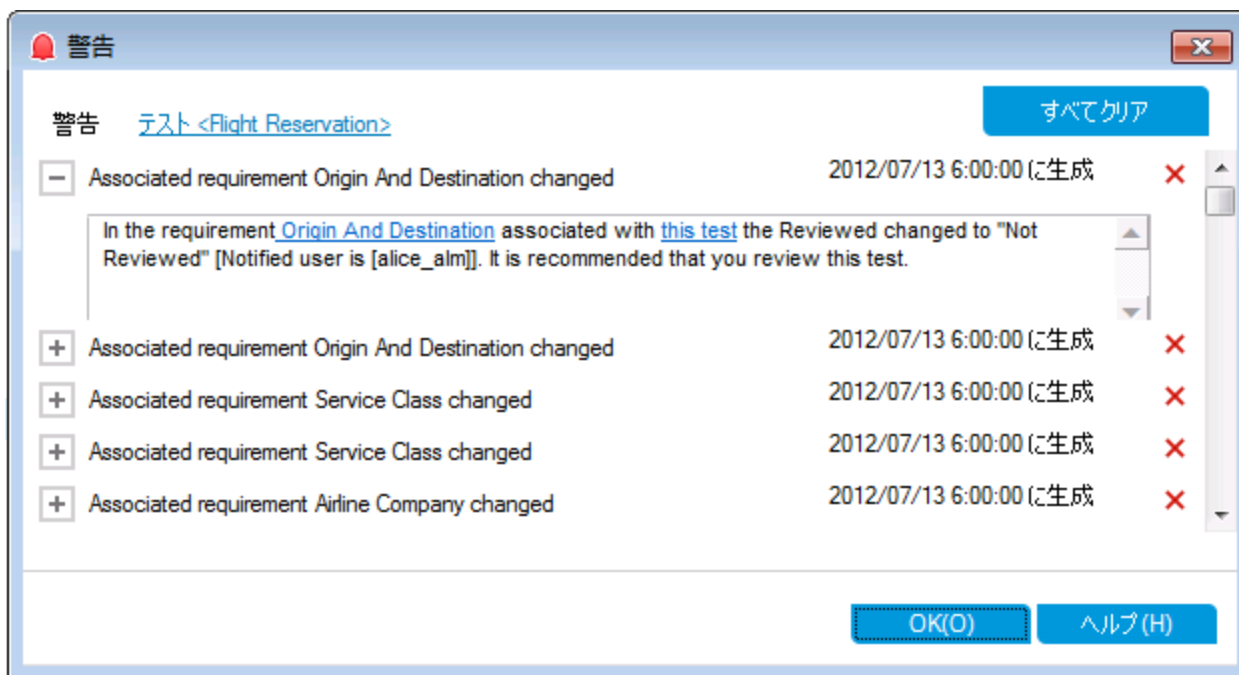 警告
すべてクリア
警告 テスト <Flight Reservation>
Associated requirement Origin And Destination changed 2012/07/13 6:00:00 に生成
In the requirement Origin And Destination associated with this test the Reviewed changed to "Not
Reviewed" [Notified user is [alice_alm]]. It is recommended that you review this test.
Associated requirement Origin And Destination changed 2012/07/13 6:00:00 に生成
Associated requirement Service Class changed 2012/07/13 6:00:00 に生成
Associated requirement Service Class changed 2012/07/13 6:00:00 に生成
Associated requirement Airline Company changed 2012/07/13 6:00:00 に生成
OK(O) ヘルプ(H)